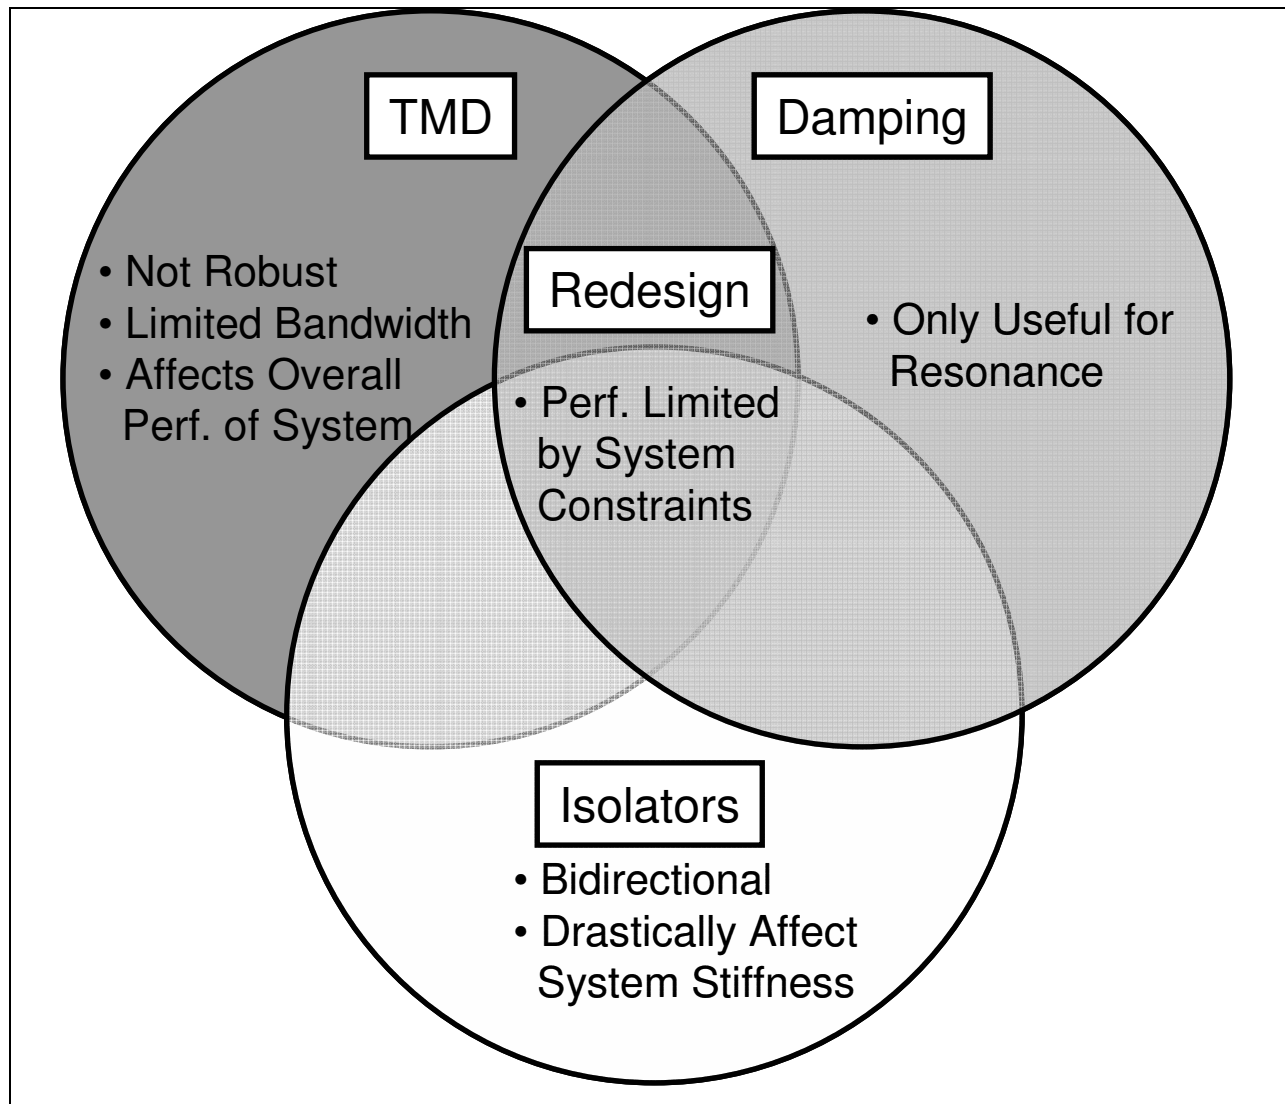 TMD
Damping
• Not Robust
• Limited Bandwidth
• Affects Overall
Perf. of System
Redesign
• Perf. Limited
by System
Constraints
• Only Useful for
Resonance
Isolators
• Bidirectional
• Drastically Affect
System Stiffness